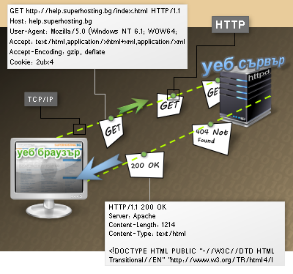 GET http://help.superhosting.bg/index.html HTTP/1.1
Host: help.superhosting.bg
User-Agent: Mozilla/5.0 (Windows NT 6.1; WOW64;
Accept: text/html,application/xhtml+xml,application/xml
Accept-Encoding: gzip, deflate
Cookie: 2ub:4
HTTP
уеб сървър
httpd
TCP/IP
GET
GET
GET
404 Not
Found
уеб браузър
200 OK
HTTP/1.1 200 OK
Server: Apache
Content-Length: 1214
Content-Type: text/html
<!DOCTYPE HTML PUBLIC "-//W3C//DTD HTML
Transitional//EN" "http://www.w3.org/TR/html4/l